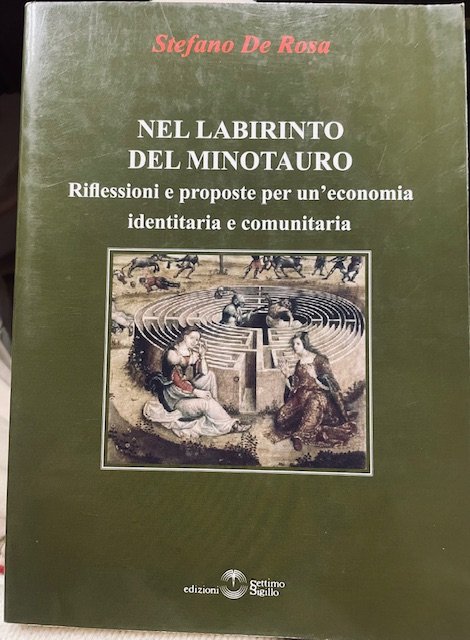 Stefano De Rosa
NEL LABIRINTO
DEL MINOTAURO
Riflessioni e proposte per un'economia
identitaria e comunitaria
edizioni Settimo
Sigillo